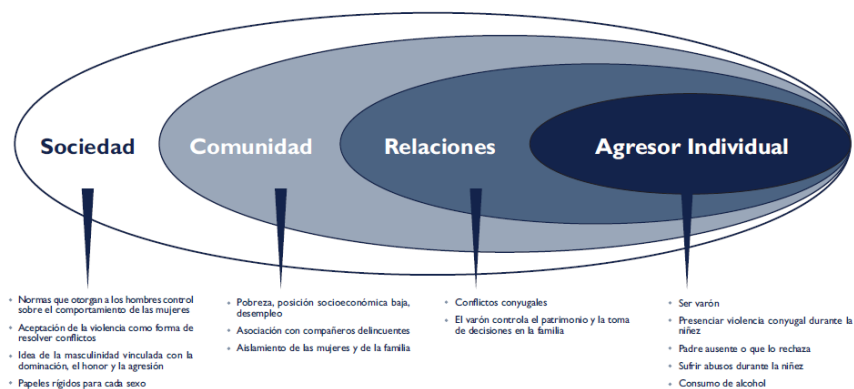 Sociedad
Comunidad
Relaciones
Agresor Individual
• Normas que otorgan a los hombres control
sobre el comportamiento de las mujeres
• Aceptación de la violencia como forma de
resolver conflictos
• Idea de la masculinidad vinculada con la
dominación, el honor y la agresión
• Papeles rígidos para cada sexo
• Pobreza, posición socioeconómica baja,
desempleo
• Asociación con compañeros delincuentes
• Aislamiento de las mujeres y de la familia
• Conflictos conyugales
• El varón controla el patrimonio y la toma
de decisiones en la familia
• Ser varón
• Presenciar violencia conyugal durante la
niñez
• Padre ausente o que lo rechaza
• Sufrir abusos durante la niñez
• Consumo de alcohol